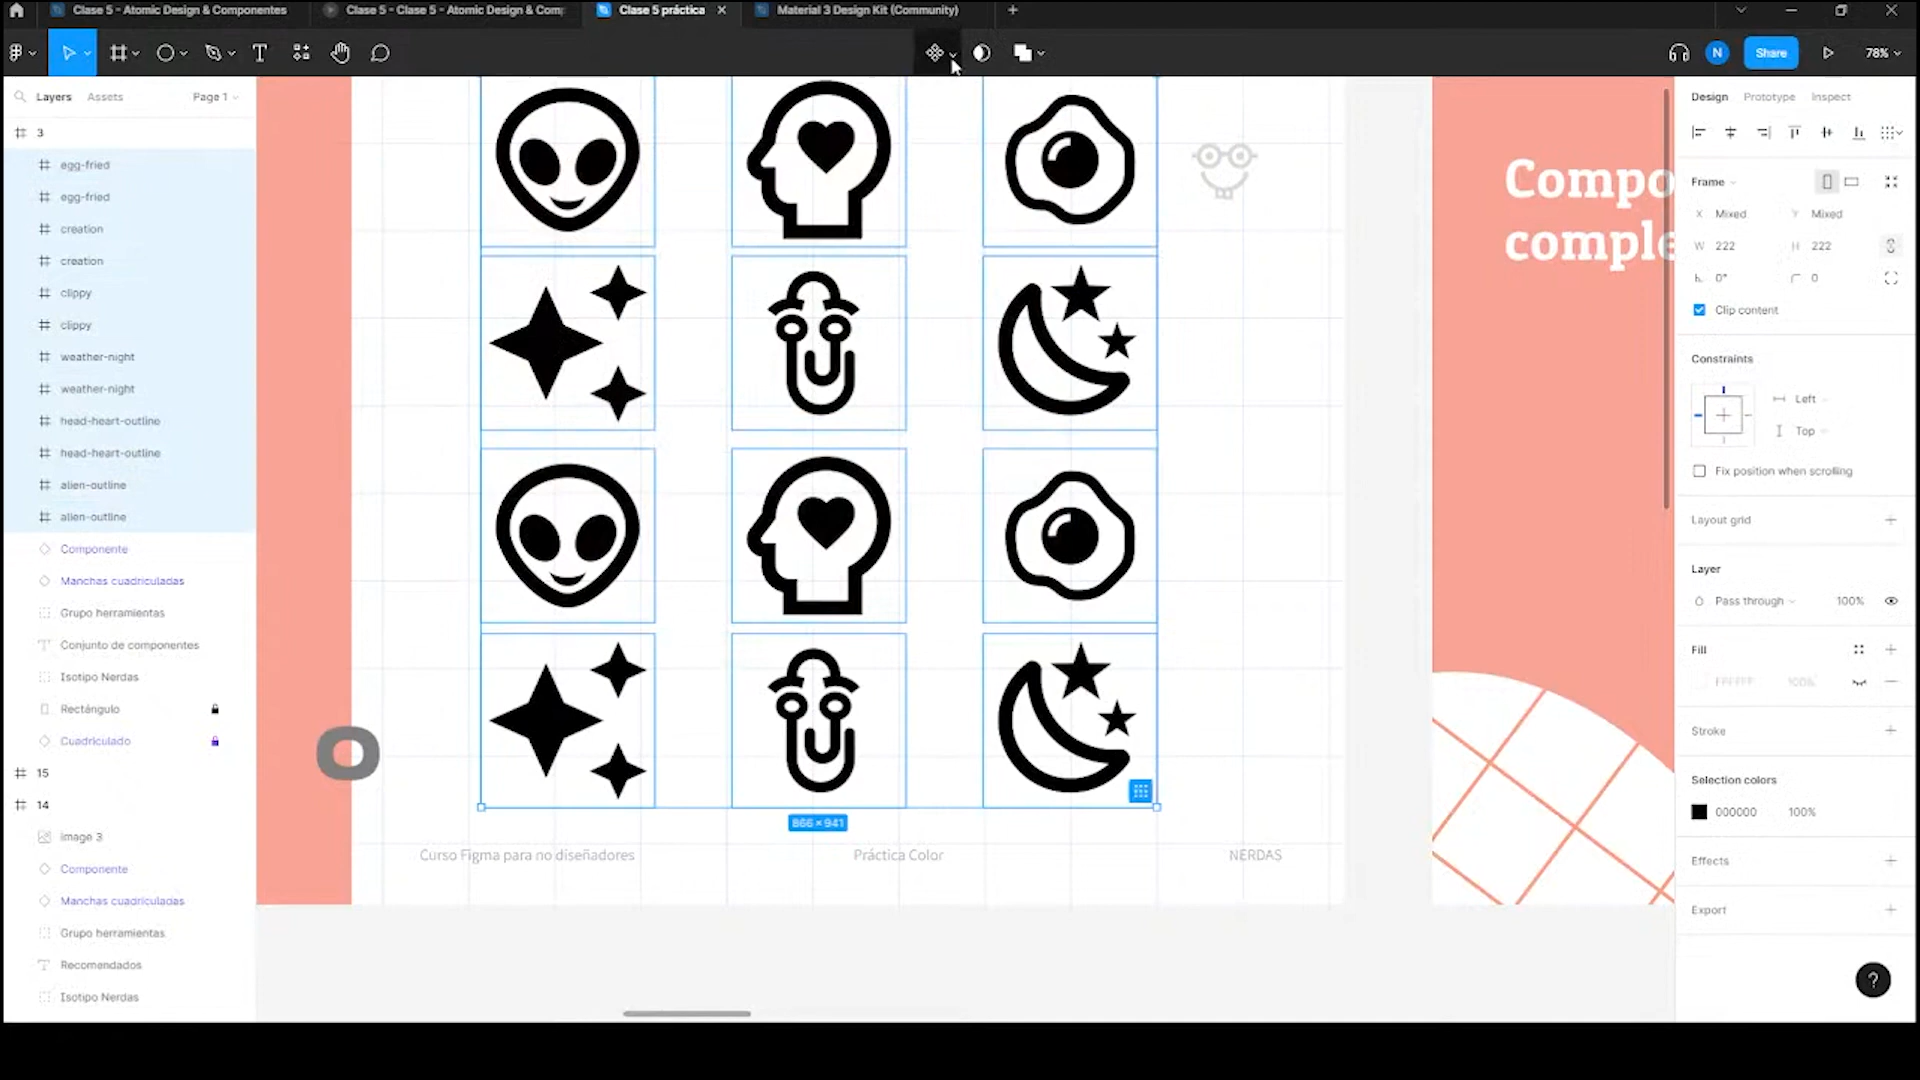 Clase 5 - Atomic Design & Componentes
Clase 5 - Clase 5 - Atomic Design & Comp
Clase 5 práctica
Material 3 Design Kit (Community)
N
Share
78%
Layers
Assets
Page 1
Design
Prototype
Inspect
3
egg-fried
egg-fried
creation
creation
clippy
clippy
weather-night
weather-night
head-heart-outline
head-heart-outline
alien-outline
alien-outline
Componente
Manchas cuadriculadas
Grupo herramientas
Conjunto de componentes
Isotipo Nerdas
Rectángulo
Cuadriculado
15
14
image 3
Componente
Manchas cuadriculadas
Grupo herramientas
Recomendados
Isotipo Nerdas
o
866 × 941
Curso Figma para no diseñadores
Práctica Color
NERDAS
Compo
comple
Frame
X Mixed
Y Mixed
W 222
H 222
0°
0
Clip content
Constraints
Left
Top
Fix position when scrolling
Layout grid
Layer
Pass through
100%
Fill
FFFFFF
100%
Stroke
Selection colors
000000
100%
Effects
Export
?